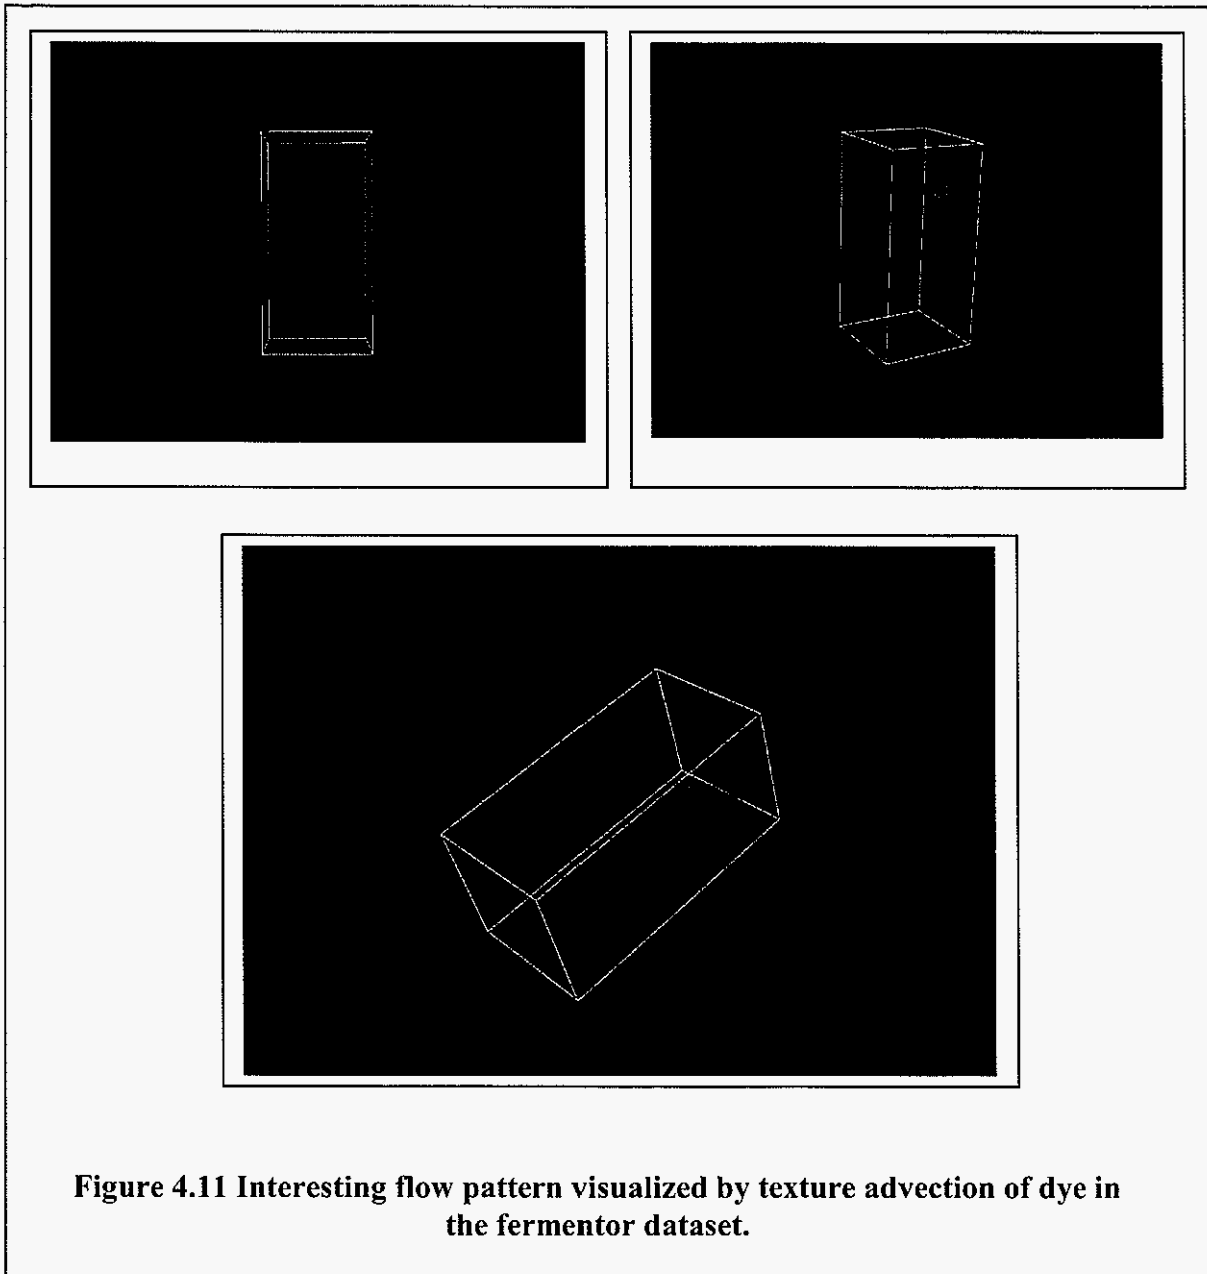 Figure 4.11 Interesting flow pattern visualized by texture advection of dye in
the fermentor dataset.